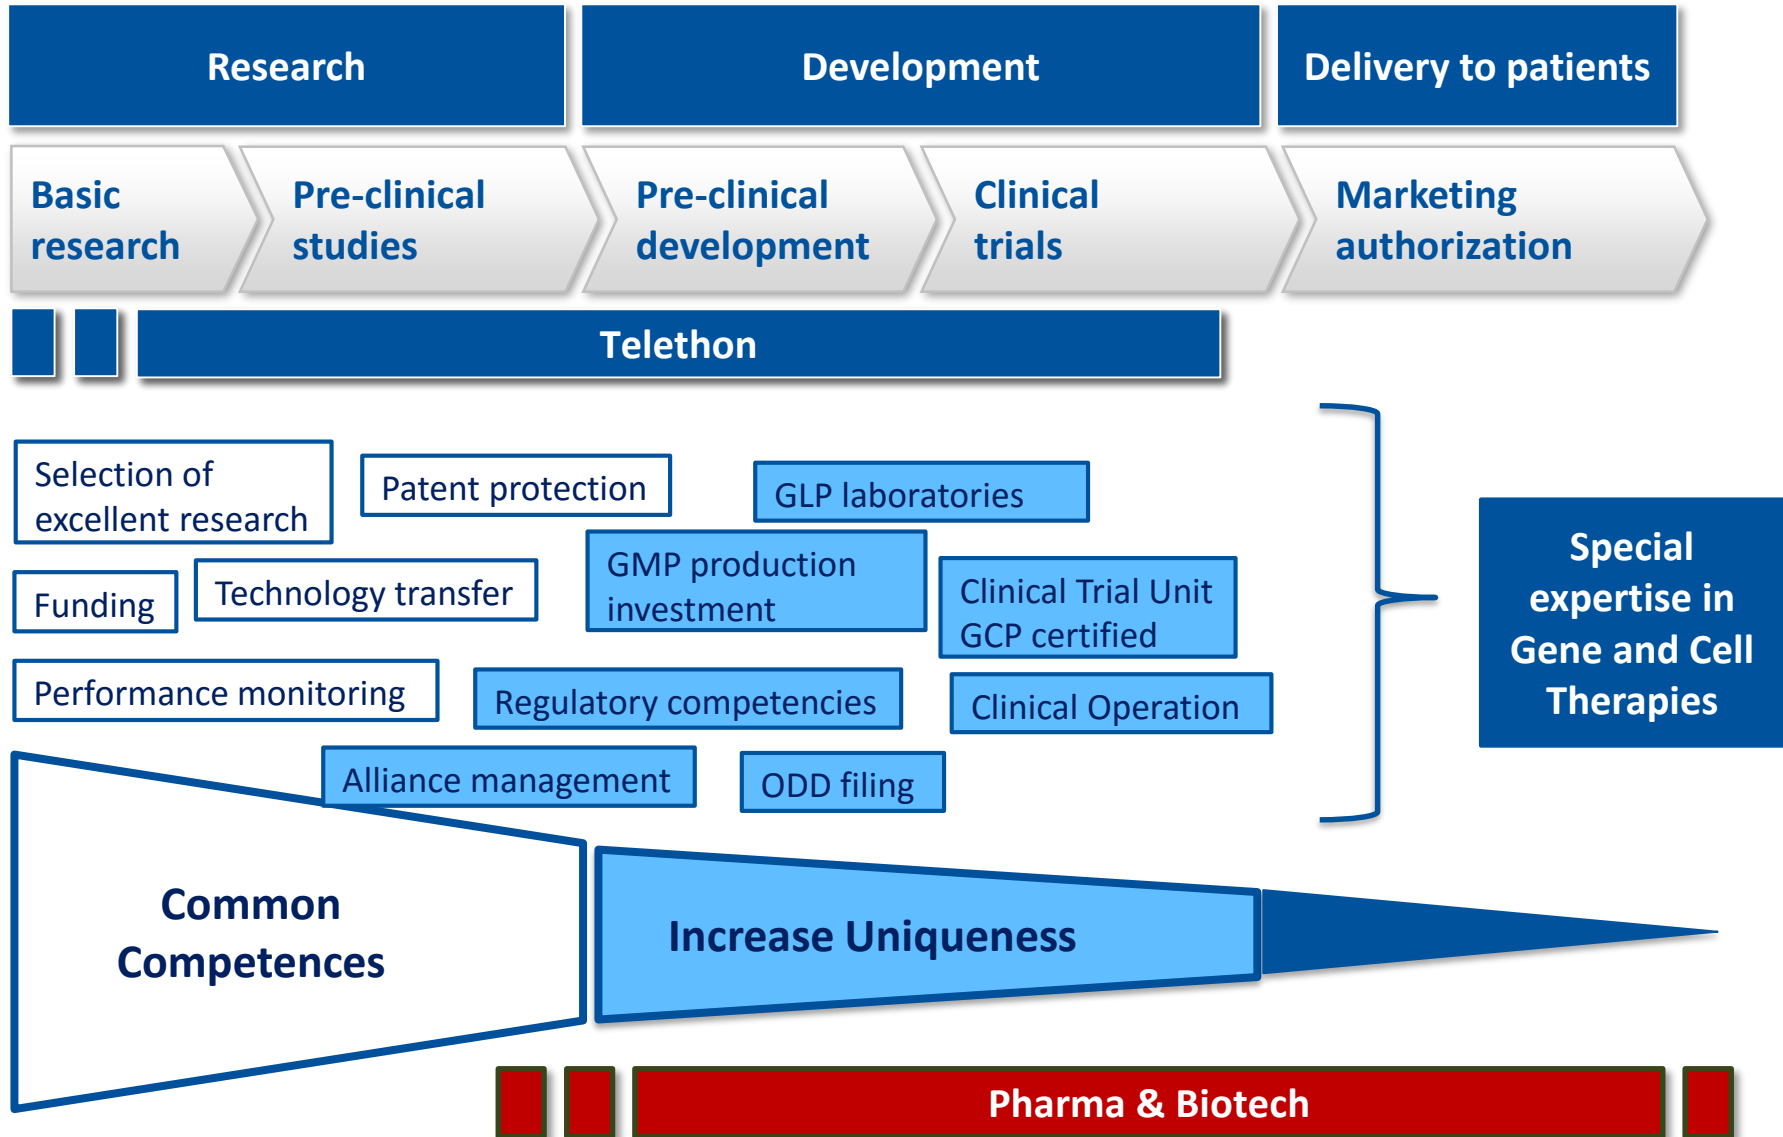 Research
Development
Delivery to patients
Basic
research
Pre-clinical
studies
Pre-clinical
development
Clinical
trials
Marketing
authorization
Telethon
Selection of
excellent research
Patent protection
GLP laboratories
Funding
Technology transfer
GMP production
investment
Clinical Trial Unit
GCP certified
Performance monitoring
Regulatory competencies
Clinical Operation
Alliance management
ODD filing
Special
expertise in
Gene and Cell
Therapies
Common
Competences
Increase Uniqueness
Pharma & Biotech